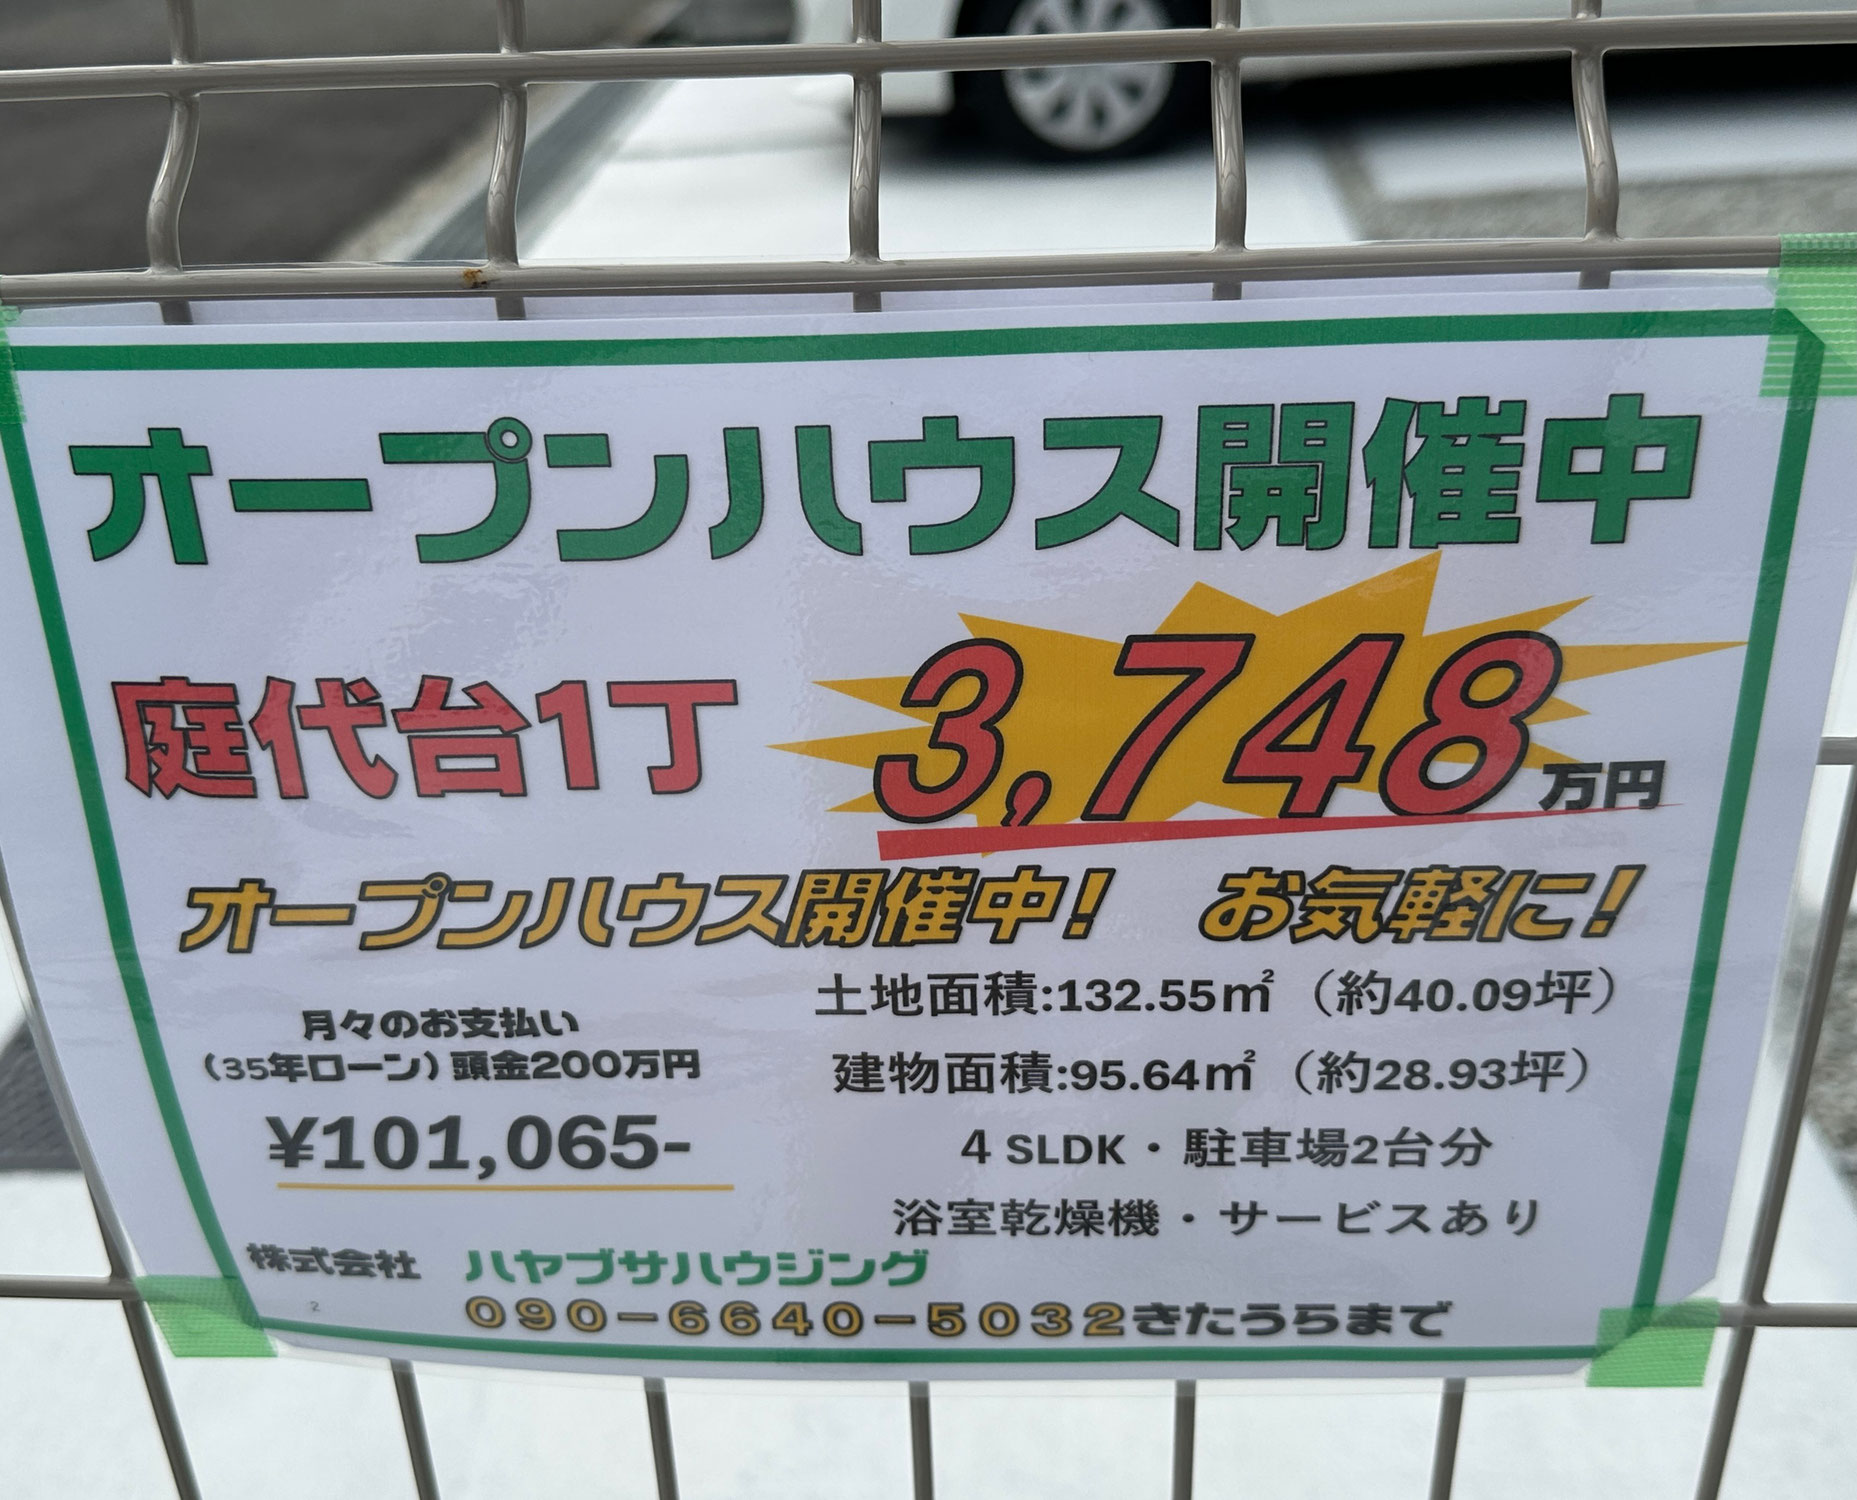 オープンハウス開催中
庭代台1丁
3,748万円
オープンハウス開催中! お気軽に!
月々のお支払い
(35年ローン)頭金200万円
¥101,065-
土地面積:132.55㎡(約40.09坪)
建物面積:95.64㎡(約28.93坪)
4 SLDK・駐車場2台分
浴室乾燥機・サービスあり
株式会社 ハヤブサハウジング
090-6640-5032きたうらまで
2